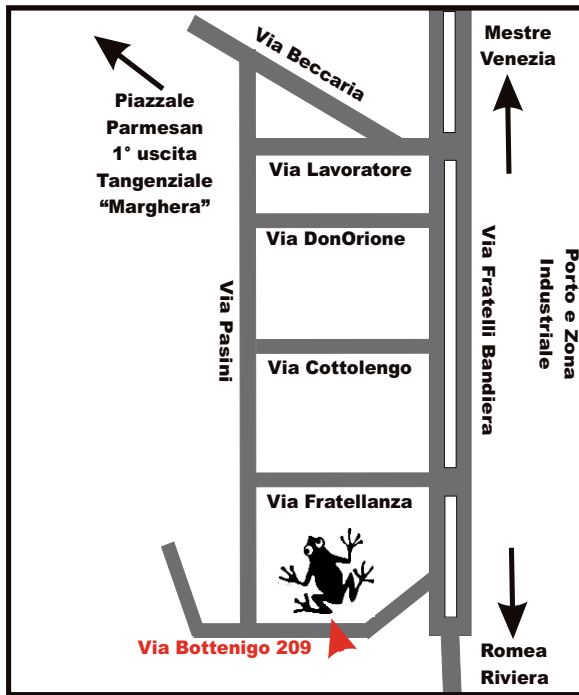 Mestre
Venezia
Via Beccaria
Piazzale
Parmesan
1° uscita
Tangenziale
“Marghera”
Via Lavoratore
Via DonOrione
Via Pasini
Via Fratelli Bandiera
Porto e Zona
Industriale
Via Cottolengo
Via Fratellanza
Via Bottenigo 209
Romea
Riviera